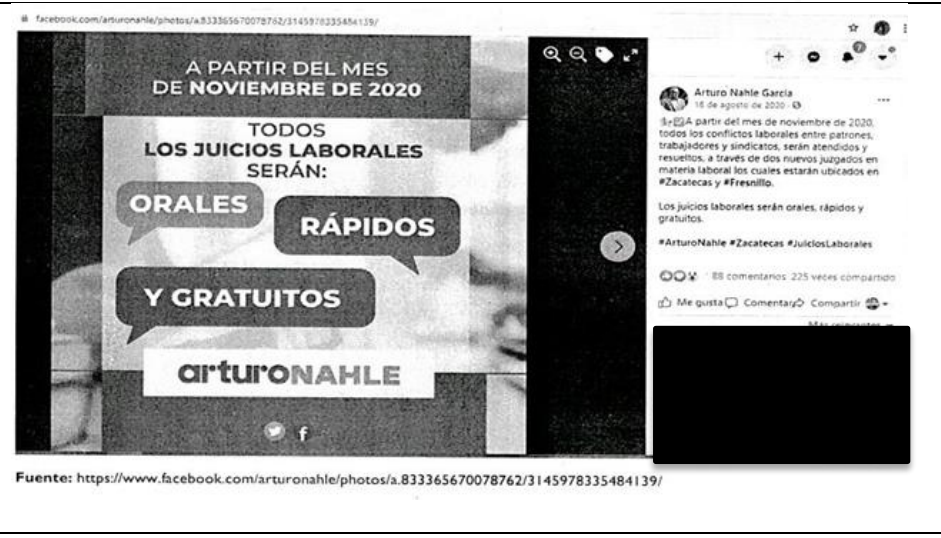 facebook.com/arturonahle/photos/a.833365670078762/3145978335484139/
A PARTIR DEL MES
DE NOVIEMBRE DE 2020
TODOS
LOS JUICIOS LABORALES
SERÁN:
ORALES
RÁPIDOS
Y GRATUITOS
arturoNAHLE
Arturo Nahle García
18 de agosto de 2020
A partir del mes de noviembre de 2020,
todos los conflictos laborales entre patrones,
trabajadores y sindicatos, serán atendidos y
resueltos, a través de dos nuevos juzgados en
materia laboral los cuales estarán ubicados en
#Zacatecas y #Fresnillo.
Los juicios laborales serán orales, rápidos y
gratuitos.
#ArturoNahle #Zacatecas #JuiciosLaborales
88 comentarios 225 veces compartido
Me gusta Comentar Compartir
Fuente: https://www.facebook.com/arturonahle/photos/a.833365670078762/3145978335484139/